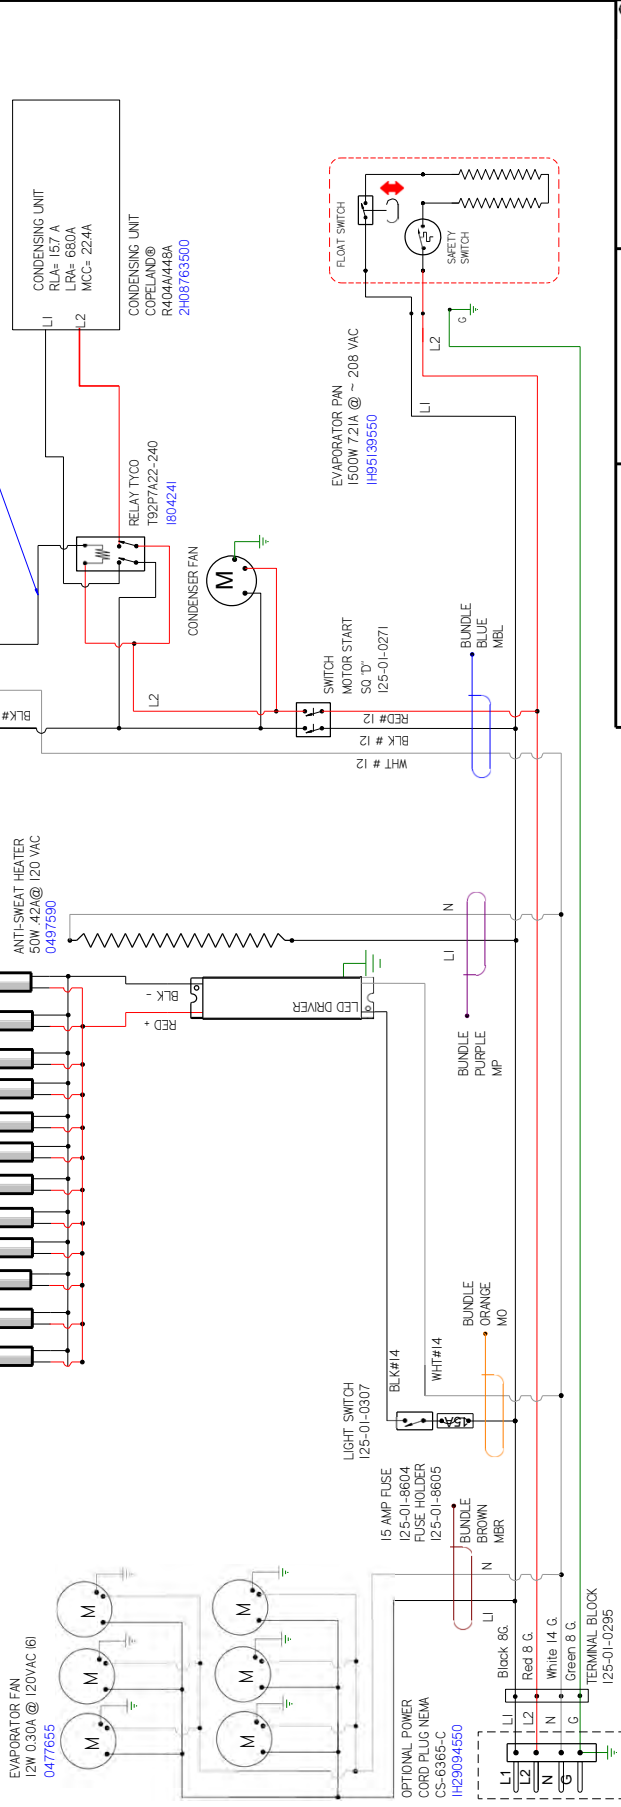 CONDENSING UNIT
RLA= 15.7 A
LRA= 68.0A
MCC= 22.4A
L1
L2
CONDENSING UNIT
COPELAND®
R404A/448A
2H08763500
RELAY TYCO
T92P7A22-240
1804241
CONDENSER FAN
M
L2
SWITCH
MOTOR START
SQ "D"
125-01-0271
BLK#
RED# 12
BLK # 12
WHT # 12
BUNDLE
BLUE
MBL
FLOAT SWITCH
SAFETY
SWITCH
G
L2
L1
EVAPORATOR PAN
1500W 7.21A @ ~ 208 VAC
1H95139550
ANTI-SWEAT HEATER
50W .42A@ 120 VAC
0497590
N
L1
BUNDLE
PURPLE
MP
BLK -
RED +
LED DRIVER
BUNDLE
ORANGE
MO
BLK#14
WHT#14
LIGHT SWITCH
125-01-0307
15A
15 AMP FUSE
125-01-8604
FUSE HOLDER
125-01-8605
BUNDLE
BROWN
MBR
N
L1
EVAPORATOR FAN
12W 0.30A @ 120VAC (6)
0477655
M
M
M
M
M
M
OPTIONAL POWER
CORD PLUG NEMA
CS-6365-C
1H29094550
Black 8G.
Red 8 G.
White 14 G.
Green 8 G.
TERMINAL BLOCK
125-01-0295
L1
L2
N
G
L1
L2
N
G